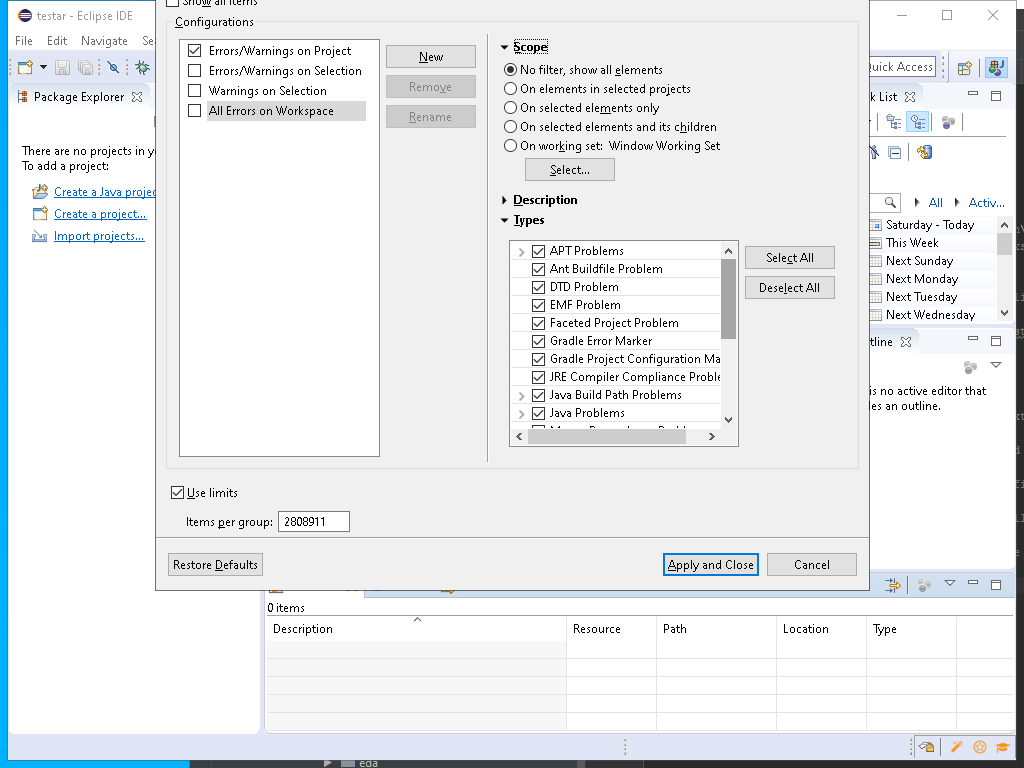 Show all items
testar - Eclipse IDE
File Edit Navigate Se
Quick Access
Package Explorer
There are no projects in y
To add a project:
Create a Java projec
Create a project...
Import projects...
Configurations
Errors/Warnings on Project
Errors/Warnings on Selection
Warnings on Selection
All Errors on Workspace
New
Remove
Rename
Scope
No filter, show all elements
On elements in selected projects
On selected elements only
On selected elements and its children
On working set: Window Working Set
Select...
Description
Types
APT Problems
Ant Buildfile Problem
DTD Problem
EMF Problem
Faceted Project Problem
Gradle Error Marker
Gradle Project Configuration Ma
JRE Compiler Compliance Proble
Java Build Path Problems
Java Problems
Select All
Deselect All
Use limits
Items per group: 2808911
Restore Defaults
Apply and Close
Cancel
k List
All
Activ...
Saturday - Today
This Week
Next Sunday
Next Monday
Next Tuesday
Next Wednesday
tline
is no active editor that
des an outline.
0 items
Description Resource Path Location Type
eda